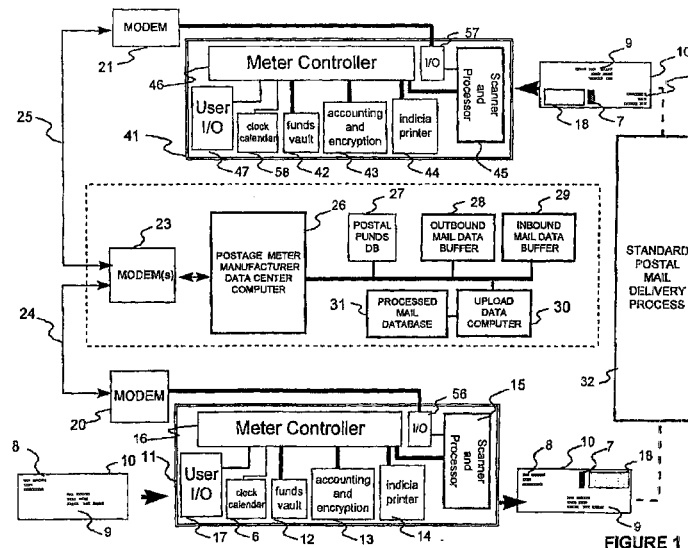 MODEM
21
57
I/O
Meter Controller
46
Scanner and Processor
9
10
7
18
User I/O
clock calender
funds vault
accounting and encryption
indicia printer
41
47
58
42
43
44
45
25
23
26
27
28
29
MODEM(s)
POSTAGE METER MANUFACTURER DATA CENTER COMPUTER
POSTAL PUNDS DB
OUTBOUND MAIL DATA BUFFER
INBOUND MAIL DATA BUFFER
31
PROCESSED MAIL DATABASE
UPLOAD DATA COMPUTER
30
STANDARD POSTAL MAIL DELIVERY PROCESS
32
24
MODEM
20
56
15
I/O
Meter Controller
16
Scanner and Processor
11
8
10
9
User I/O
clock calender
funds vault
accounting and encryption
indicia printer
17
6
12
13
14
8
10
7
18
9
FIGURE 1